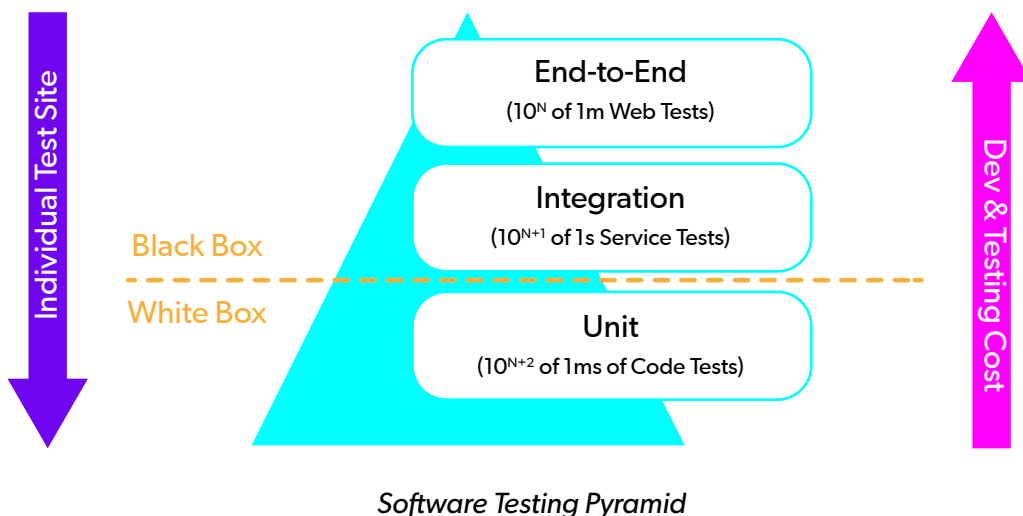 Individual Test Site
End-to-End
(10ᴺ of 1m Web Tests)
Integration
(10ᴺ⁺¹ of 1s Service Tests)
Black Box
White Box
Unit
(10ᴺ⁺² of 1ms of Code Tests)
Dev & Testing Cost
Software Testing Pyramid